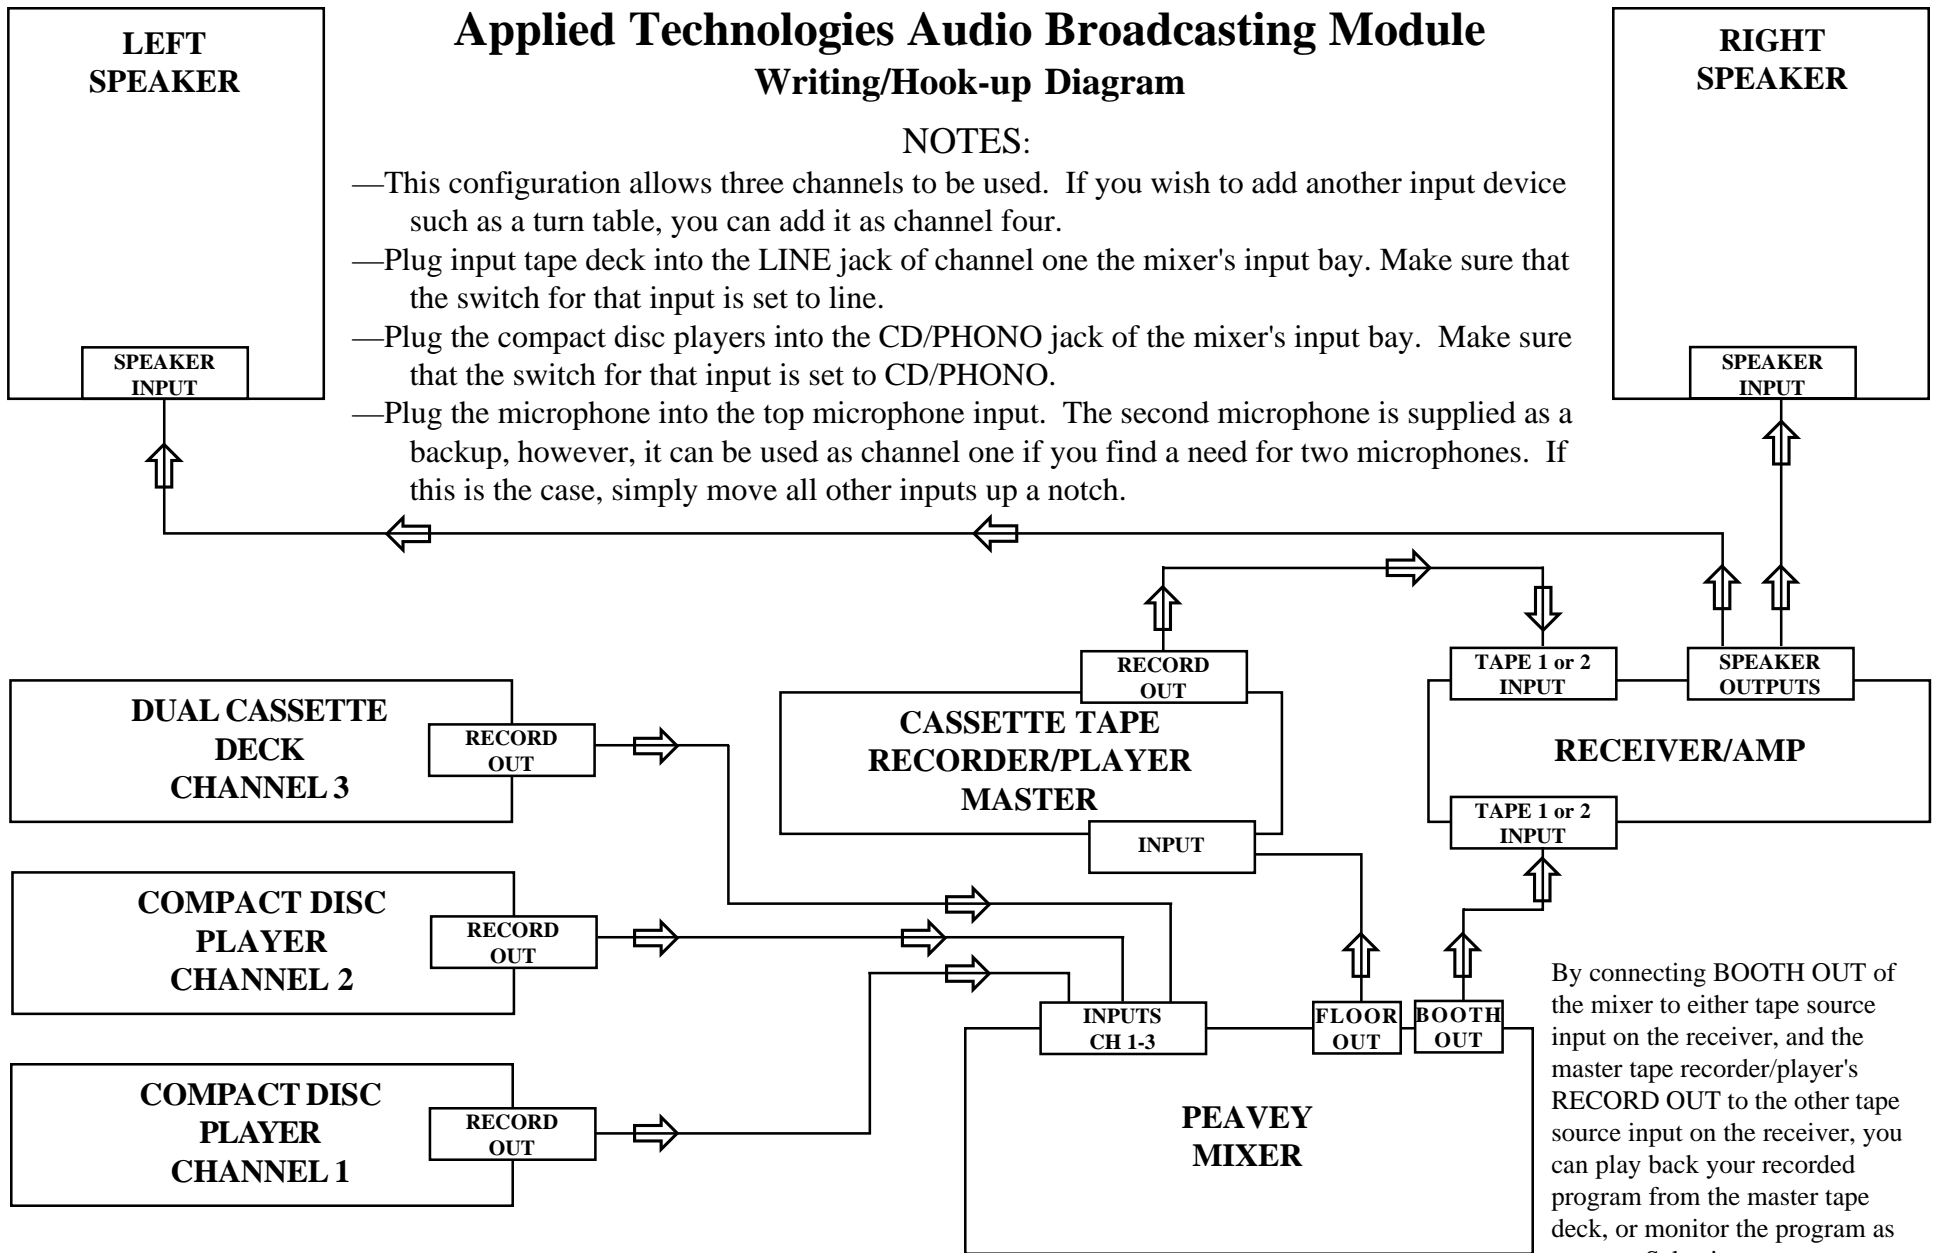 Applied Technologies Audio Broadcasting Module
Writing/Hook-up Diagram
LEFT
SPEAKER
SPEAKER
INPUT
RIGHT
SPEAKER
SPEAKER
INPUT
NOTES:
—This configuration allows three channels to be used. If you wish to add another input device
such as a turn table, you can add it as channel four.
—Plug input tape deck into the LINE jack of channel one the mixer's input bay. Make sure that
the switch for that input is set to line.
—Plug the compact disc players into the CD/PHONO jack of the mixer's input bay. Make sure
that the switch for that input is set to CD/PHONO.
—Plug the microphone into the top microphone input. The second microphone is supplied as a
backup, however, it can be used as channel one if you find a need for two microphones. If
this is the case, simply move all other inputs up a notch.
DUAL CASSETTE
DECK
CHANNEL 3
RECORD
OUT
RECORD
OUT
CASSETTE TAPE
RECORDER/PLAYER
MASTER
INPUT
TAPE 1 or 2
INPUT
SPEAKER
OUTPUTS
RECEIVER/AMP
TAPE 1 or 2
INPUT
COMPACT DISC
PLAYER
CHANNEL 2
RECORD
OUT
COMPACT DISC
PLAYER
CHANNEL 1
RECORD
OUT
INPUTS
CH 1-3
FLOOR
OUT
BOOTH
OUT
PEAVEY
MIXER
By connecting BOOTH OUT of
the mixer to either tape source
input on the receiver, and the
master tape recorder/player's
RECORD OUT to the other tape
source input on the receiver, you
can play back your recorded
program from the master tape
deck, or monitor the program as